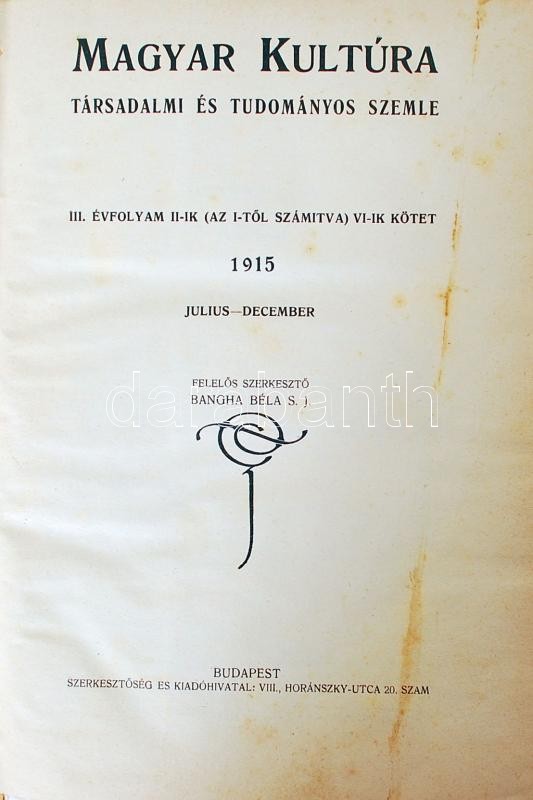 MAGYAR KULTÚRA
TÁRSADALMI ÉS TUDOMÁNYOS SZEMLE
III. ÉVFOLYAM II-IK (AZ I-TŐL SZÁMITVA) VI-IK KÖTET
1915
JULIUS—DECEMBER
FELELŐS SZERKESZTŐ
BANGHA BÉLA S. J.
darabanth
BUDAPEST
SZERKESZTŐSÉG ES KIADÓHIVATAL: VIII., HORÁNSZKY-UTCA 20. SZAM